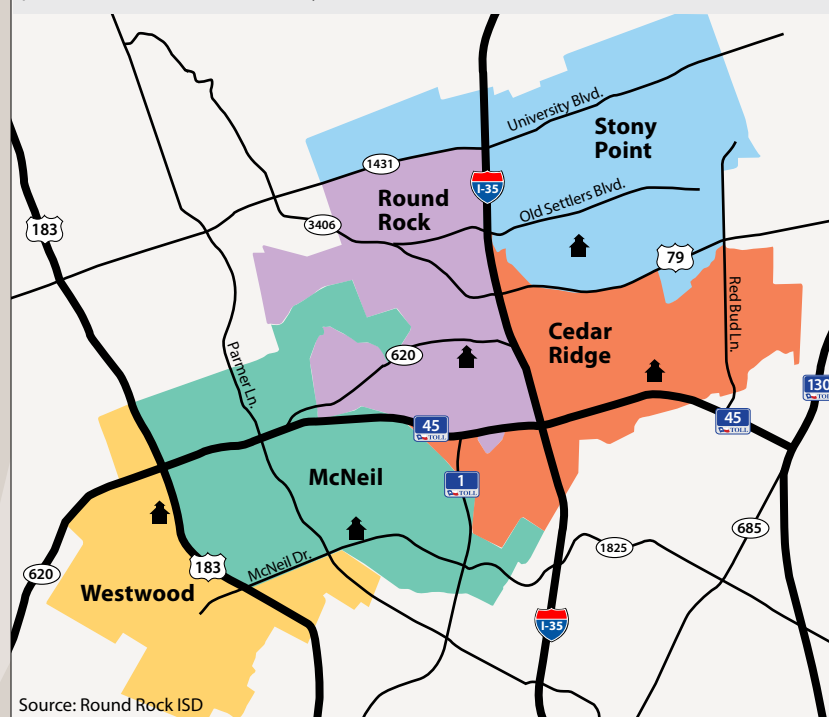 University Blvd.
Stony
Point
1431
I-35
Round
Rock
Old Settlers Blvd.
183
3406
79
Red Bud Ln.
Cedar
Ridge
Parmer Ln.
620
130
45
TOLL
45
TOLL
McNeil
1
TOLL
685
1825
McNeil Dr.
183
620
Westwood
I-35
Source: Round Rock ISD